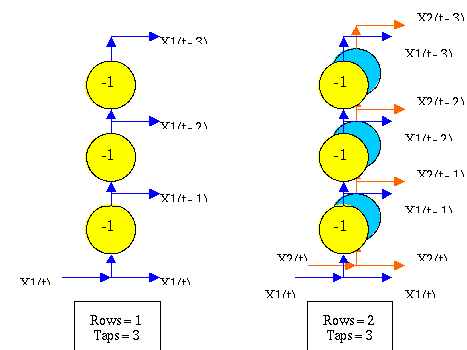 X1(t-3)
-1
X1(t-2)
-1
X1(t-1)
-1
X1(t)
X1(t)
Rows = 1
Taps = 3
X2(t-3)
X1(t-3)
-1
X2(t-2)
X1(t-2)
-1
X2(t-1)
X1(t-1)
-1
X2(t)
X2(t)
X1(t)
X1(t)
Rows = 2
Taps = 3